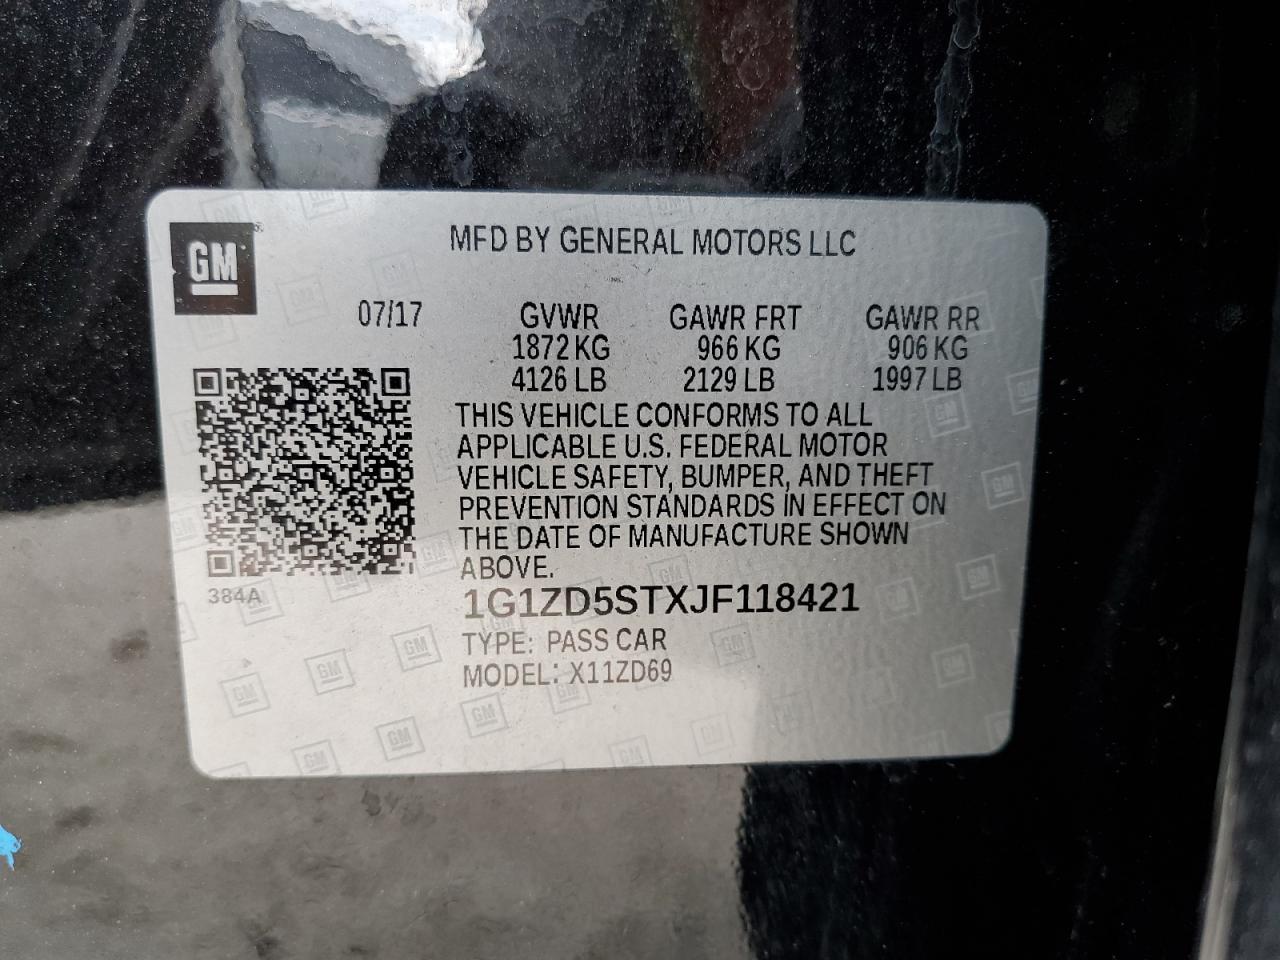 GM
MFD BY GENERAL MOTORS LLC
07/17 GVWR GAWR FRT GAWR RR
1872 KG 966 KG 906 KG
4126 LB 2129 LB 1997 LB
THIS VEHICLE CONFORMS TO ALL
APPLICABLE U.S. FEDERAL MOTOR
VEHICLE SAFETY, BUMPER, AND THEFT
PREVENTION STANDARDS IN EFFECT ON
THE DATE OF MANUFACTURE SHOWN
ABOVE.
384A
1G1ZD5STXJF118421
TYPE: PASS CAR
MODEL: X11ZD69